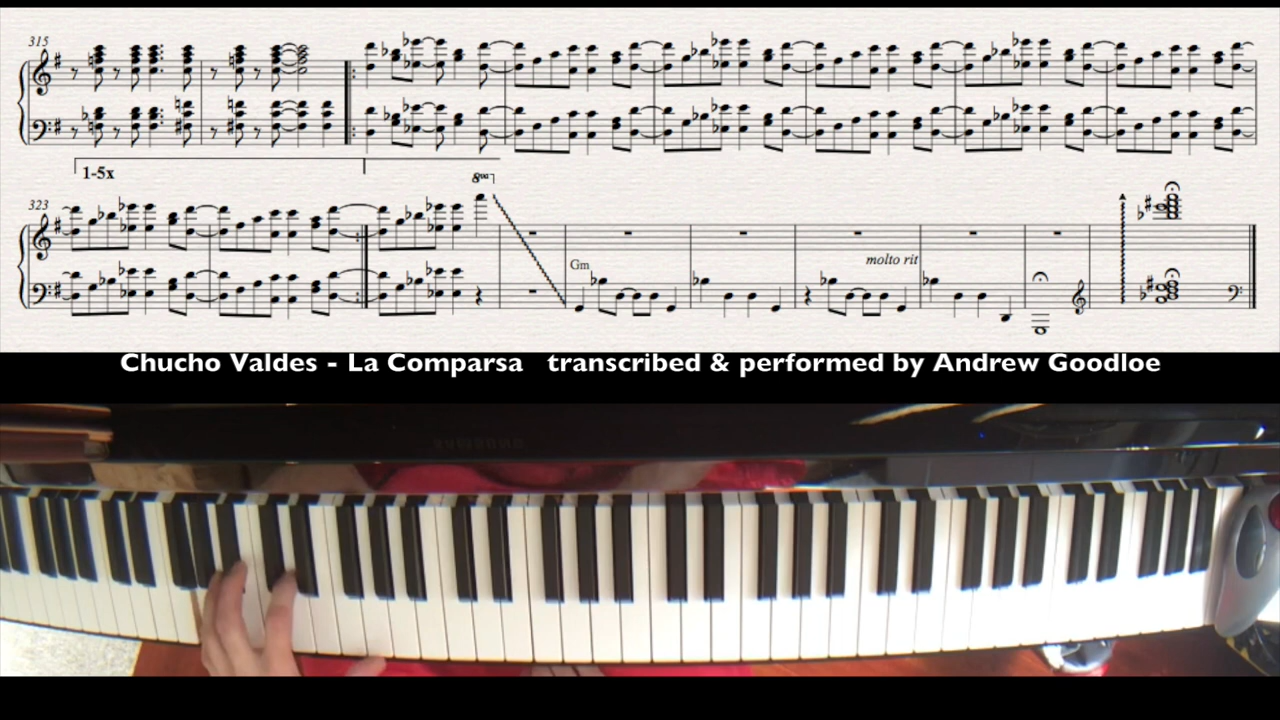 315
1-5x
8va
323
Gm
molto rit
Chucho Valdes - La Comparsa transcribed & performed by Andrew Goodloe